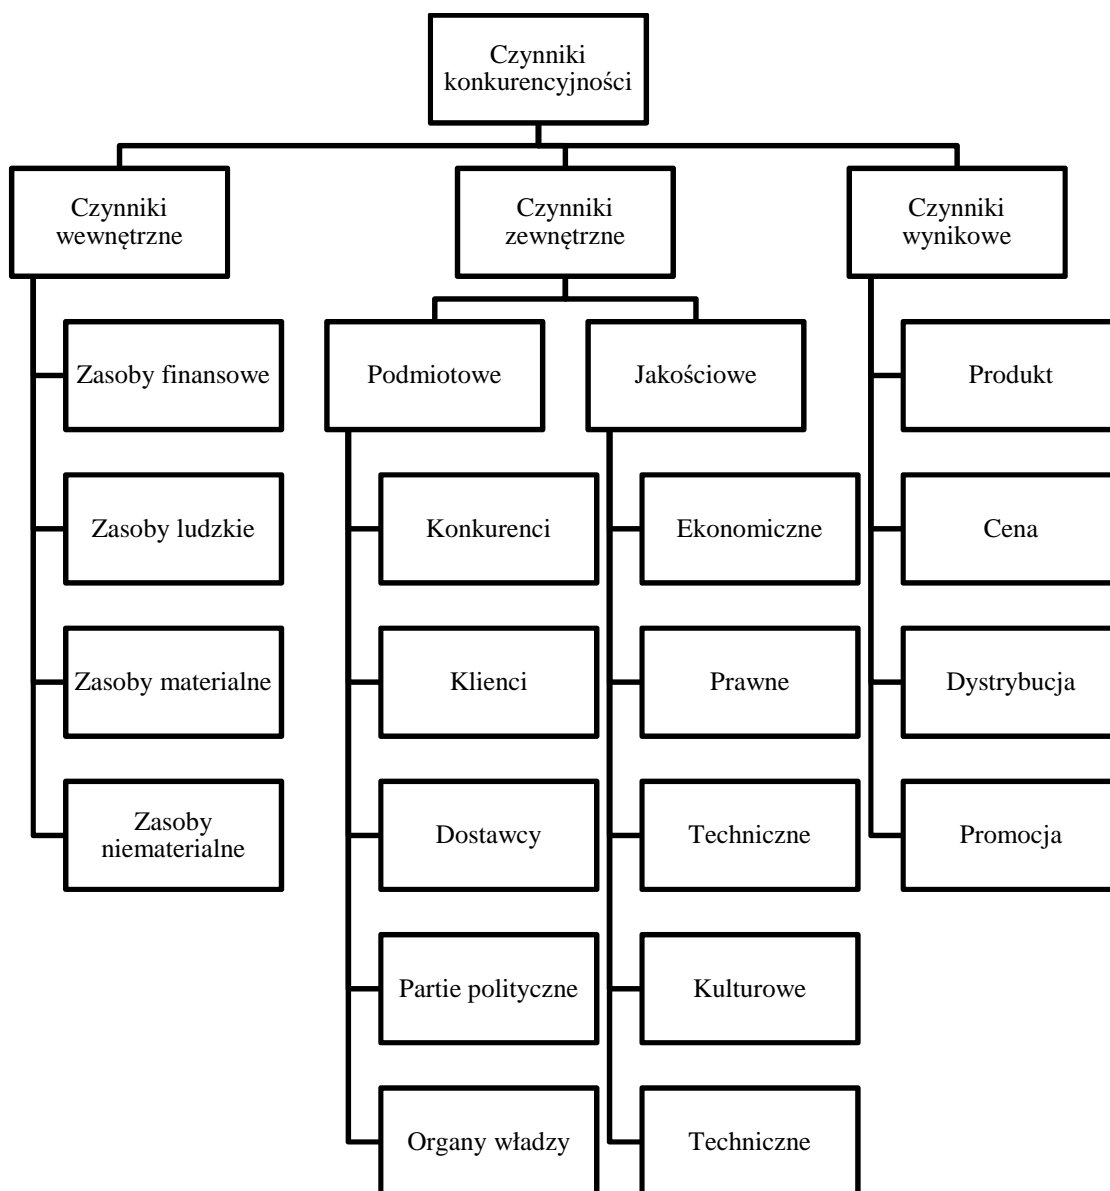 Czynniki
konkurencyjności
Czynniki
wewnętrzne
Czynniki
zewnętrzne
Czynniki
wynikowe
Zasoby finansowe
Podmiotowe
Jakościowe
Produkt
Zasoby ludzkie
Konkurenci
Ekonomiczne
Cena
Zasoby materialne
Klienci
Prawne
Dystrybucja
Zasoby
niematerialne
Dostawcy
Techniczne
Promocja
Partie polityczne
Kulturowe
Organy władzy
Techniczne